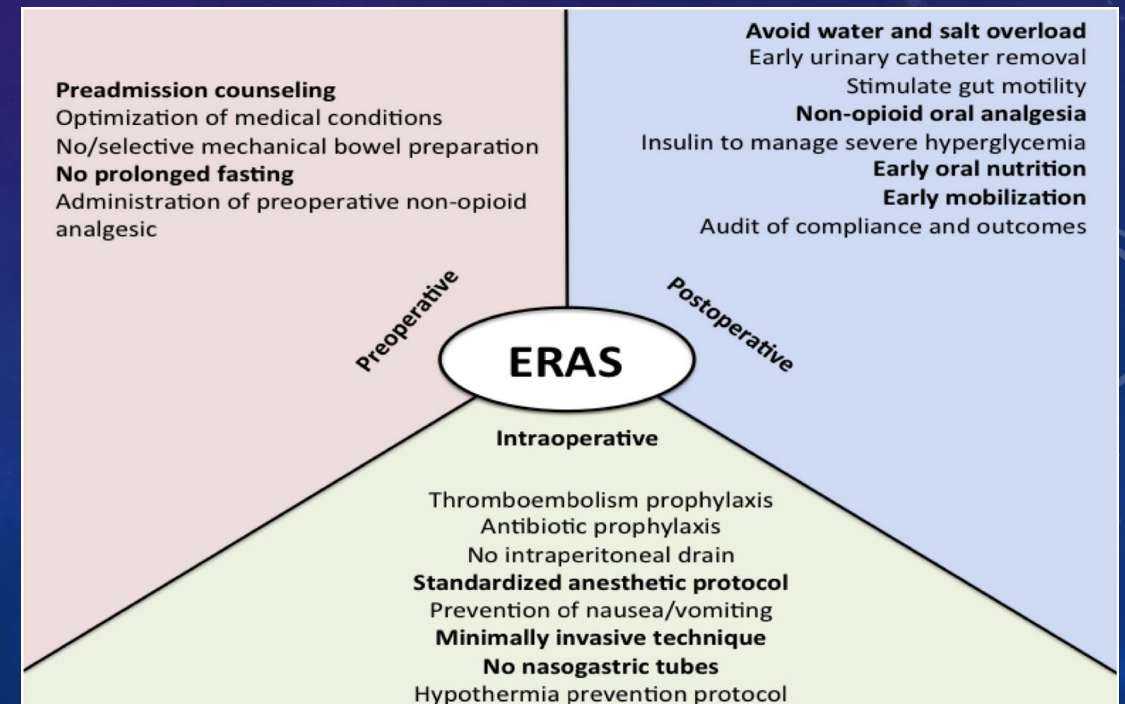 Preadmission counseling
Optimization of medical conditions
No/selective mechanical bowel preparation
No prolonged fasting
Administration of preoperative non-opioid
analgesic
Preoperative
Avoid water and salt overload
Early urinary catheter removal
Stimulate gut motility
Non-opioid oral analgesia
Insulin to manage severe hyperglycemia
Early oral nutrition
Early mobilization
Audit of compliance and outcomes
Postoperative
ERAS
Intraoperative
Thromboembolism prophylaxis
Antibiotic prophylaxis
No intraperitoneal drain
Standardized anesthetic protocol
Prevention of nausea/vomiting
Minimally invasive technique
No nasogastric tubes
Hypothermia prevention protocol